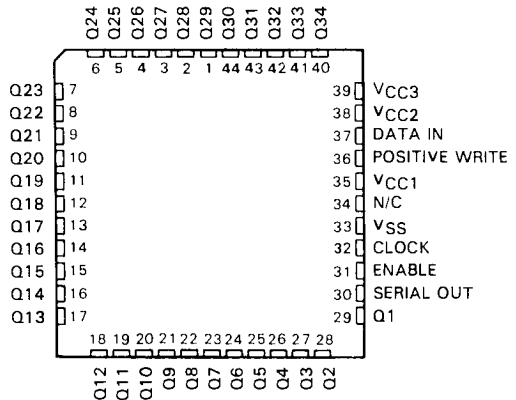 Q24 Q25 Q26 Q27 Q28 Q29 Q30 Q31 Q32 Q33 Q34
6 5 4 3 2 1 44 43 42 41 40
Q23 7 39 VCC3
Q22 8 38 VCC2
Q21 9 37 DATA IN
Q20 10 36 POSITIVE WRITE
Q19 11 35 VCC1
Q18 12 34 N/C
Q17 13 33 VSS
Q16 14 32 CLOCK
Q15 15 31 ENABLE
Q14 16 30 SERIAL OUT
Q13 17 29 Q1
18 19 20 21 22 23 24 25 26 27 28
Q12 Q11 Q10 Q9 Q8 Q7 Q6 Q5 Q4 Q3 Q2